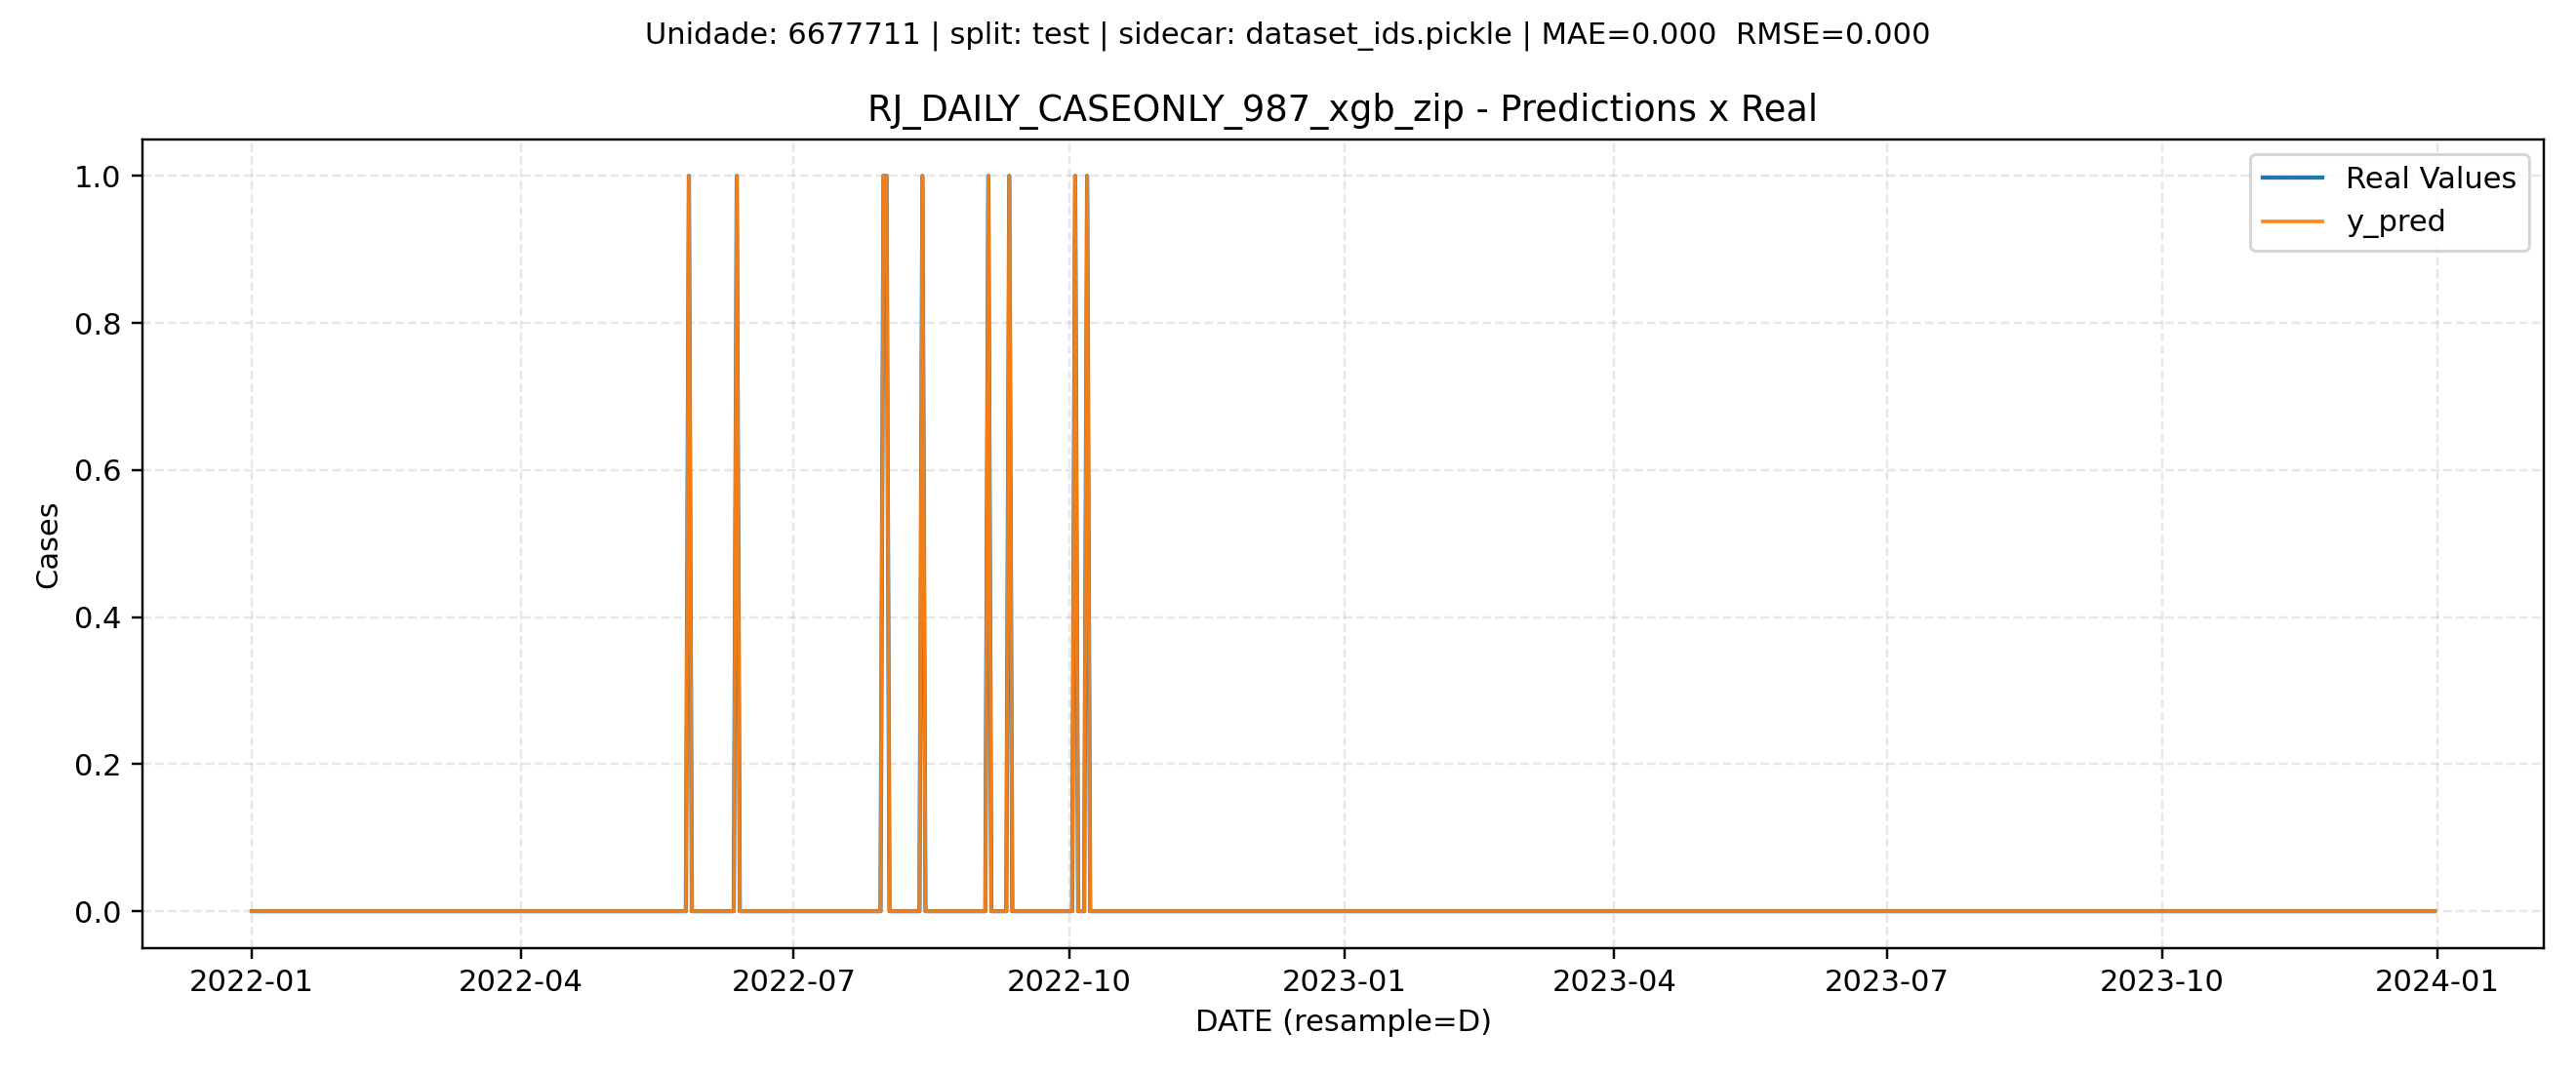 Unidade: 6677711 | split: test | sidecar: dataset_ids.pickle | MAE=0.000  RMSE=0.000
RJ_DAILY_CASEONLY_987_xgb_zip - Predictions x Real
Real Values
y_pred
Cases
1.0
0.8
0.6
0.4
0.2
0.0
2022-01 2022-04 2022-07 2022-10 2023-01 2023-04 2023-07 2023-10 2024-01
DATE (resample=D)